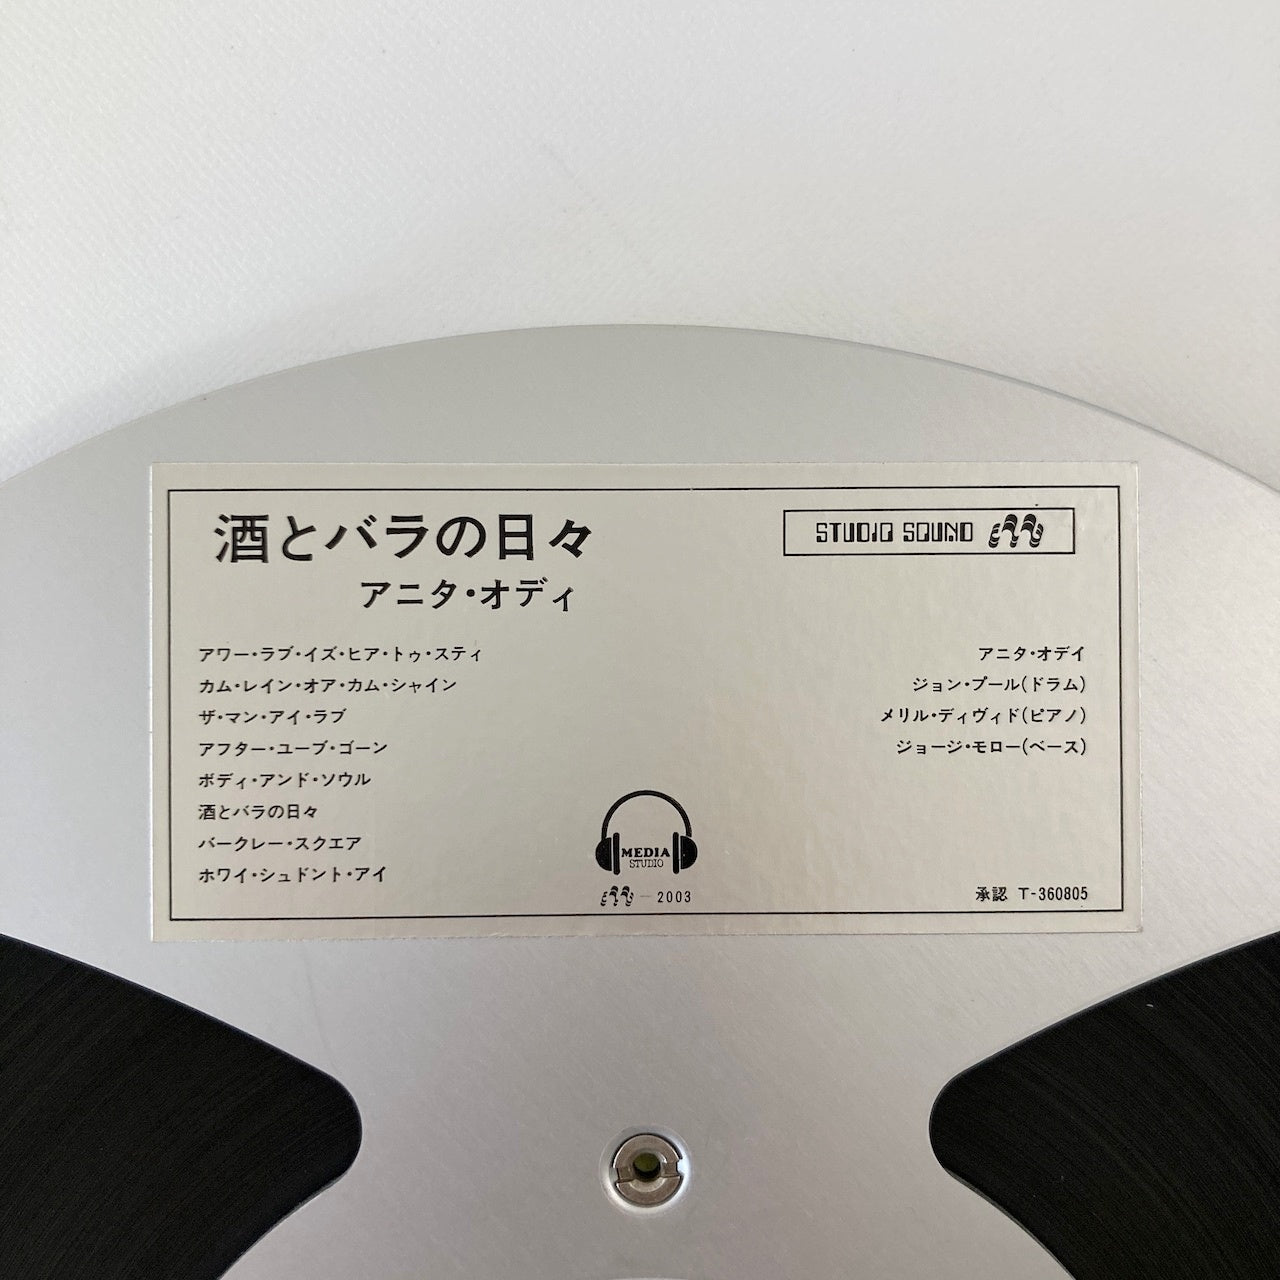 酒とバラの日々
アニタ・オディ
STUDIO SOUND
アワー・ラブ・イズ・ヒア・トゥ・スティ
カム・レイン・オア・カム・シャイン
ザ・マン・アイ・ラブ
アフター・ユーブ・ゴーン
ボディ・アンド・ソウル
酒とバラの日々
バークレー・スクエア
ホワイ・シュドント・アイ
アニタ・オデイ
ジョン・プール(ドラム)
メリル・ディヴィド(ピアノ)
ジョージ・モロー(ベース)
MEDIA
STUDIO
—2003
承認 T-360805